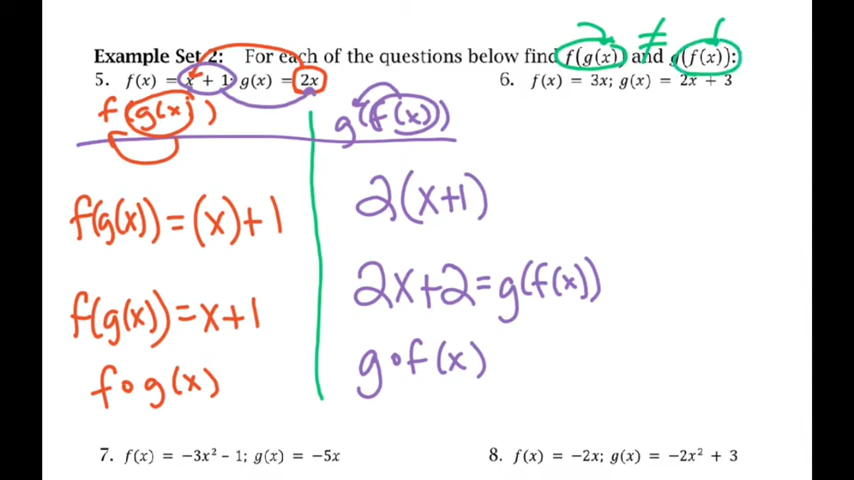 Example Set 2: For each of the questions below find f(g(x)) ≠ and g(f(x)):
5. f(x) = x + 1; g(x) = 2x
6. f(x) = 3x; g(x) = 2x + 3
f(g(x))
g(f(x))
f(g(x)) = (x) + 1
2(x+1)
f(g(x)) = x + 1
2x+2 = g(f(x))
f∘g(x)
g∘f(x)
7. f(x) = −3x² – 1; g(x) = −5x
8. f(x) = −2x; g(x) = −2x² + 3